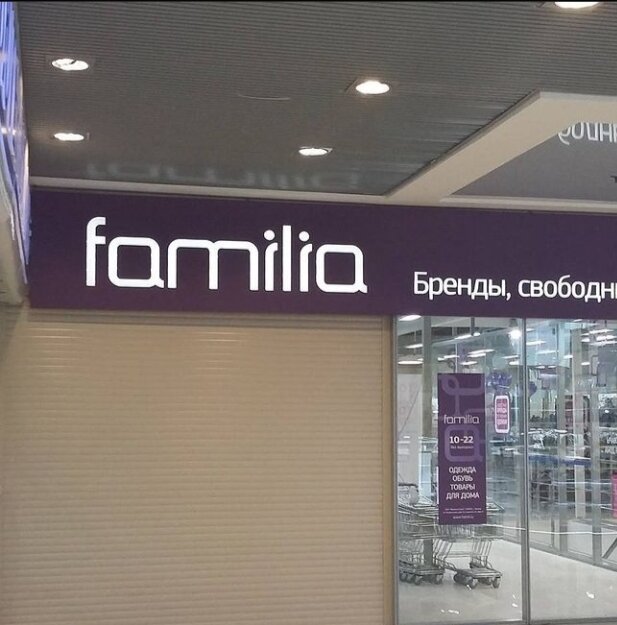 familia
Бренды, свободн
familia
10-22
ОДЕЖДА
ОБУВЬ
ТОВАРЫ
ДЛЯ ДОМА